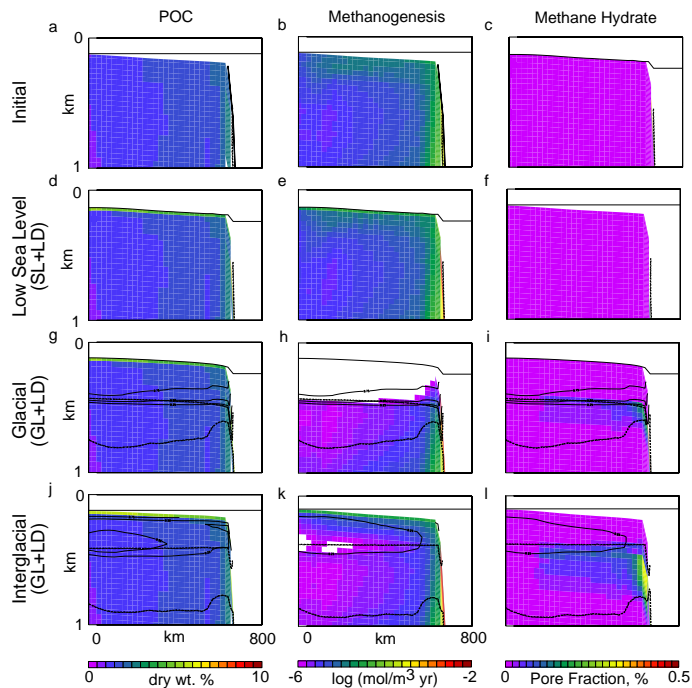 POC Methanogenesis Methane Hydrate
a b c
0
Initial
km
1
d e f
0
Low Sea Level
(SL+LD)
km
1
g h i
0
Glacial
(GL+LD)
km
1
j k l
0
Interglacial
(GL+LD)
km
1
0 km 800 0 km 800 0 800
0 10 -6 -2 0 0.5
dry wt. % log (mol/m3 yr) Pore Fraction, %